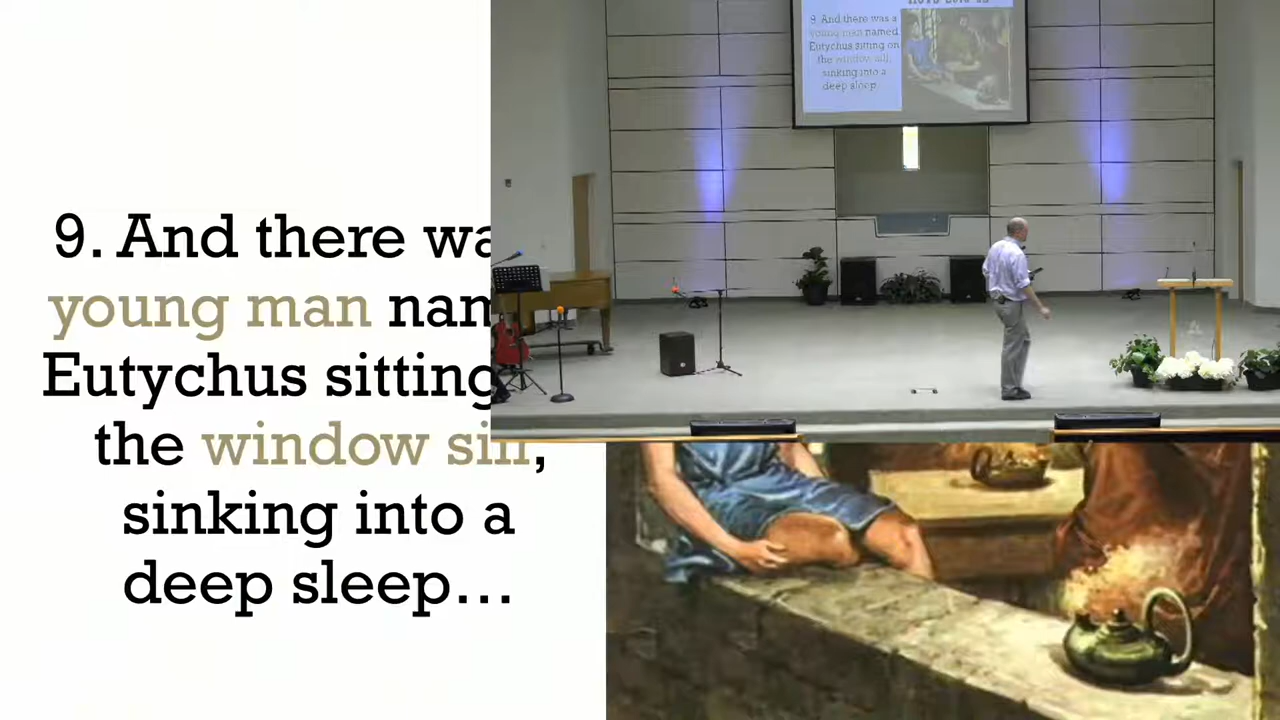 9. And there wa
young man nam
Eutychus sitting
the window sill,
sinking into a
deep sleep…
9. And there was a
young man named
Eutychus sitting on
the window sill,
sinking into a
deep sleep…